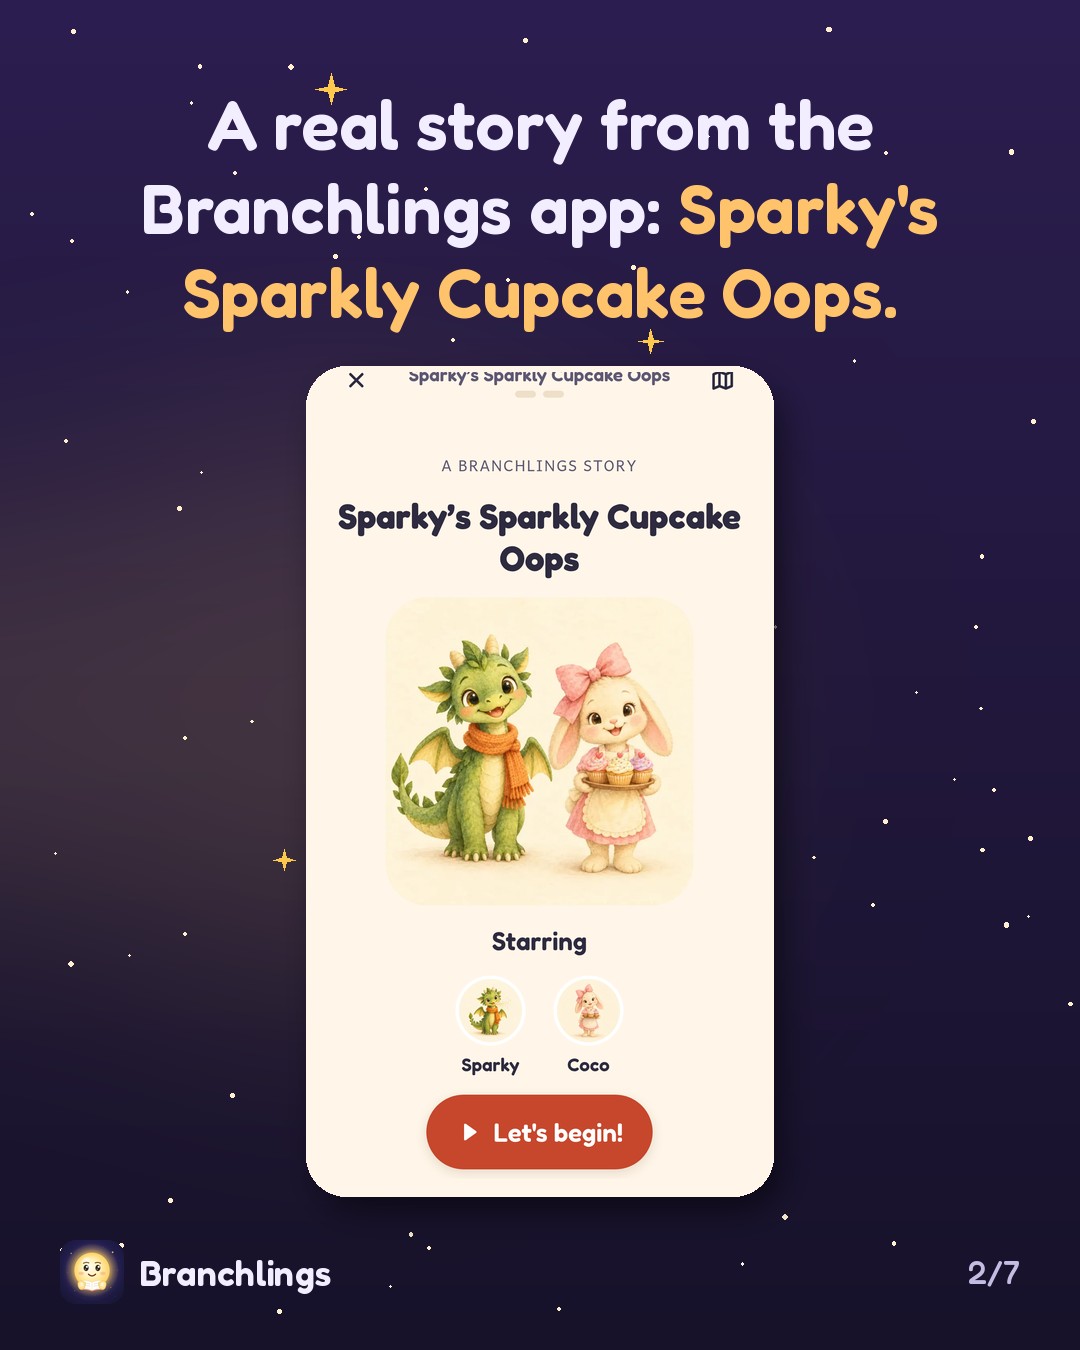 A real story from the
Branchlings app: Sparky's
Sparkly Cupcake Oops.
Sparky's Sparkly Cupcake Oops
A BRANCHLINGS STORY
Sparky’s Sparkly Cupcake
Oops
Starring
Sparky Coco
Let's begin!
Branchlings 2/7